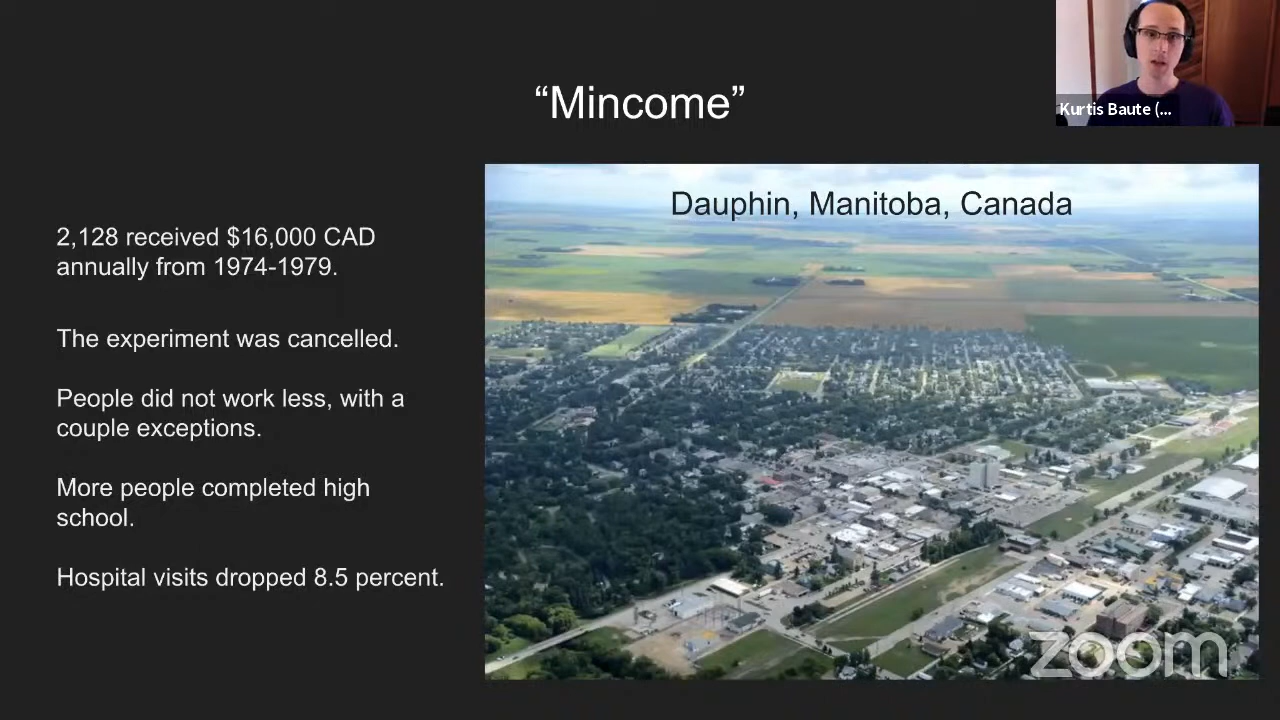 “Mincome”
Kurtis Baute (...
Dauphin, Manitoba, Canada
2,128 received $16,000 CAD
annually from 1974-1979.
The experiment was cancelled.
People did not work less, with a
couple exceptions.
More people completed high
school.
Hospital visits dropped 8.5 percent.
zoom